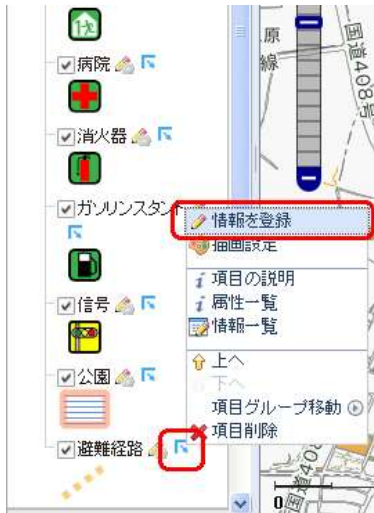 病院
消火器
ガソリンスタンド
信号
公園
避難経路
情報を登録
描画設定
項目の説明
属性一覧
情報一覧
上へ
下へ
項目グループ移動
項目削除
原
線
国道408号
0